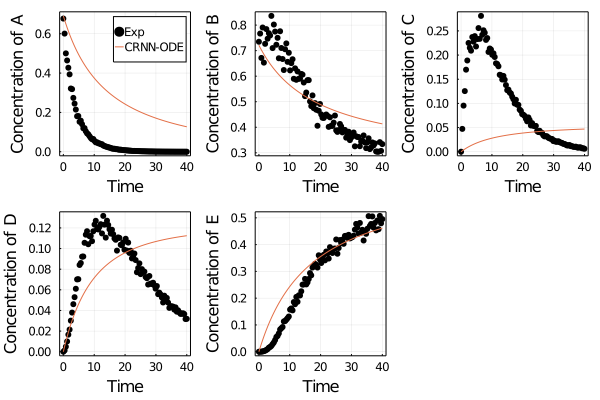 Concentration of A
0.6
0.4
0.2
0.0
0 10 20 30 40
Time
Exp
CRNN-ODE
Concentration of B
0.8
0.7
0.6
0.5
0.4
0.3
0 10 20 30 40
Time
Concentration of C
0.25
0.20
0.15
0.10
0.05
0.00
0 10 20 30 40
Time
Concentration of D
0.12
0.10
0.08
0.06
0.04
0.02
0.00
0 10 20 30 40
Time
Concentration of E
0.5
0.4
0.3
0.2
0.1
0.0
0 10 20 30 40
Time